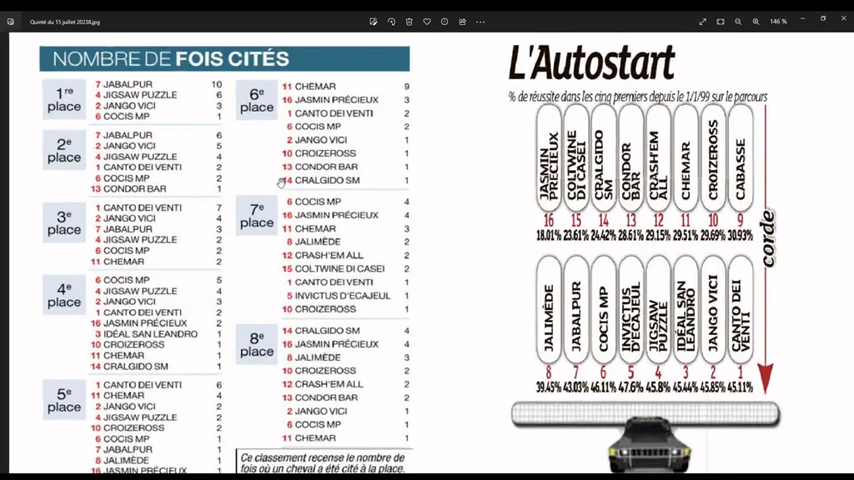 Quinté du 15 juillet 20238.jpg
146 %
NOMBRE DE FOIS CITÉS
1re place
7 JABALPUR 10
4 JIGSAW PUZZLE 6
2 JANGO VICI 3
6 COCIS MP 1
2e place
7 JABALPUR 6
2 JANGO VICI 5
4 JIGSAW PUZZLE 4
1 CANTO DEI VENTI 2
6 COCIS MP 2
13 CONDOR BAR 1
3e place
1 CANTO DEI VENTI 7
2 JANGO VICI 4
7 JABALPUR 3
4 JIGSAW PUZZLE 2
6 COCIS MP 2
11 CHEMAR 2
4e place
6 COCIS MP 5
4 JIGSAW PUZZLE 4
2 JANGO VICI 3
1 CANTO DEI VENTI 2
16 JASMIN PRÉCIEUX 2
3 IDÉAL SAN LEANDRO 1
10 CROIZEROSS 1
11 CHEMAR 1
14 CRALGIDO SM 1
5e place
1 CANTO DEI VENTI 6
11 CHEMAR 4
2 JANGO VICI 2
4 JIGSAW PUZZLE 2
10 CROIZEROSS 2
6 COCIS MP 1
7 JABALPUR 1
8 JALIMÈDE 1
16 JASMIN PRÉCIEUX 1
6e place
11 CHEMAR 9
16 JASMIN PRÉCIEUX 3
1 CANTO DEI VENTI 2
6 COCIS MP 2
2 JANGO VICI 1
10 CROIZEROSS 1
13 CONDOR BAR 1
14 CRALGIDO SM 1
7e place
6 COCIS MP 4
16 JASMIN PRÉCIEUX 4
11 CHEMAR 3
8 JALIMÈDE 2
12 CRASH'EM ALL 2
15 COLTWINE DI CASEI 2
1 CANTO DEI VENTI 1
5 INVICTUS D'ECAJEUL 1
10 CROIZEROSS 1
8e place
14 CRALGIDO SM 4
16 JASMIN PRÉCIEUX 4
8 JALIMÈDE 3
10 CROIZEROSS 2
12 CRASH'EM ALL 2
13 CONDOR BAR 2
2 JANGO VICI 1
6 COCIS MP 1
11 CHEMAR 1
Ce classement recense le nombre de
fois où un cheval a été cité à la place.
L'Autostart
% de réussite dans les cinq premiers depuis le 1/1/99 sur le parcours
JASMIN PRÉCIEUX
COLTWINE DI CASEI
CRALGIDO SM
CONDOR BAR
CRASH'EM ALL
CHEMAR
CROIZEROSS
CABASSE
16 15 14 13 12 11 10 9
18.01% 23.61% 24.42% 28.61% 29.15% 29.51% 29.69% 30.93%
corde
JALIMÈDE
JABALPUR
COCIS MP
INVICTUS D'ECAJEUL
JIGSAW PUZZLE
IDÉAL SAN LEANDRO
JANGO VICI
CANTO DEI VENTI
8 7 6 5 4 3 2 1
39.45% 43.03% 46.11% 47.6% 45.8% 45.44% 45.85% 45.11%